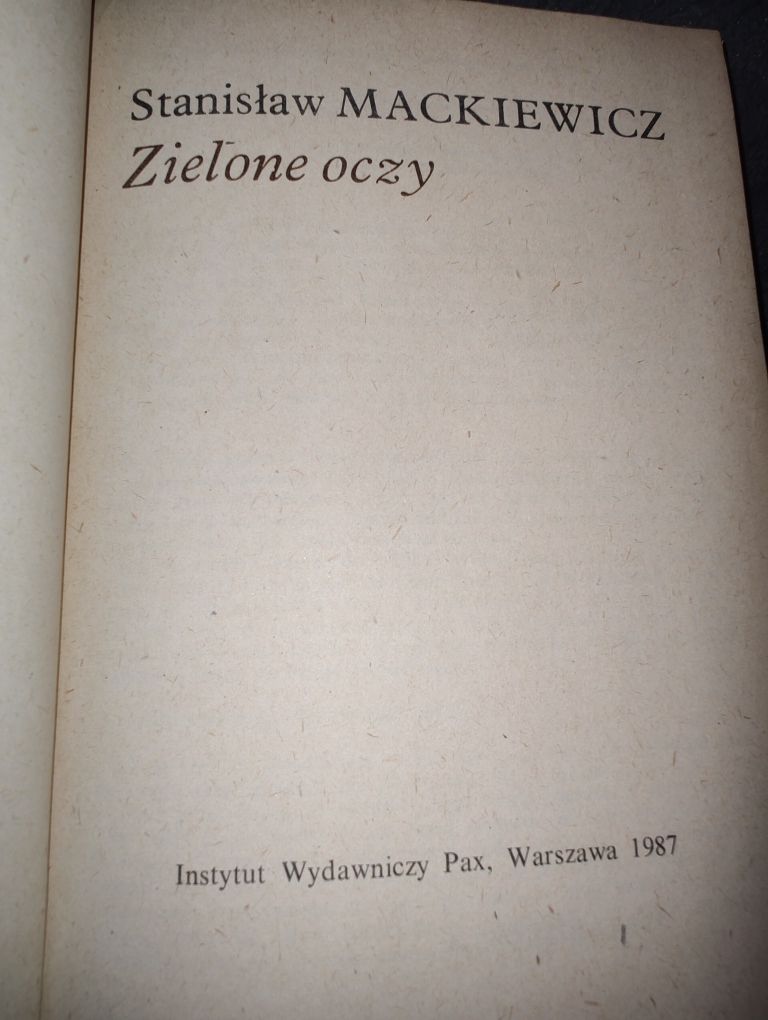 Stanisław MACKIEWICZ
Zielone oczy
Instytut Wydawniczy Pax, Warszawa 1987